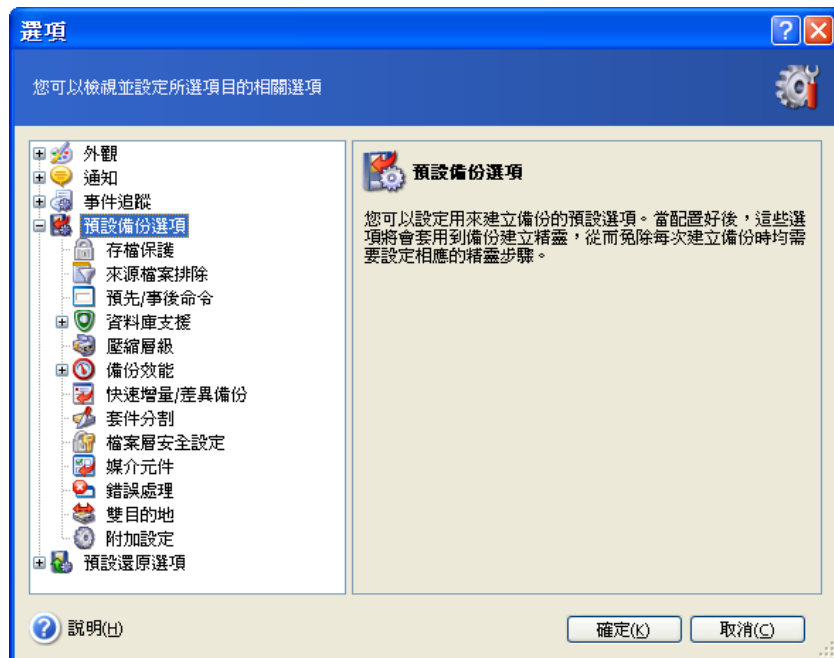 選項
您可以檢視並設定所選項目的相關選項
外觀
通知
事件追蹤
預設備份選項
存檔保護
來源檔案排除
預先/事後命令
資料庫支援
壓縮層級
備份效能
快速增量/差異備份
套件分割
檔案層安全設定
媒介元件
錯誤處理
雙目的地
附加設定
預設還原選項
預設備份選項
您可以設定用來建立備份的預設選項。當配置好後，這些選
項將會套用到備份建立精靈，從而免除每次建立備份時均需
要設定相應的精靈步驟。
說明(H)
確定(K)
取消(C)